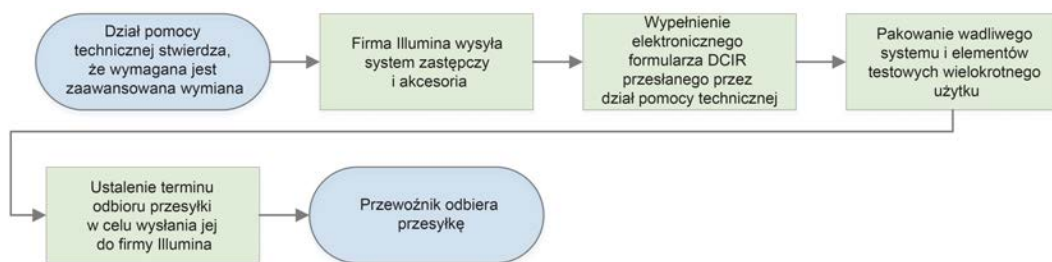 Dział pomocy
technicznej stwierdza,
że wymagana jest
zaawansowana wymiana
Firma Illumina wysyła
system zastępczy
i akcesoria
Wypełnienie
elektronicznego
formularza DCIR
przesłanego przez
dział pomocy technicznej
Pakowanie wadliwego
systemu i elementów
testowych wielokrotnego
użytku
Ustalenie terminu
odbioru przesyłki
w celu wysłania jej
do firmy Illumina
Przewoźnik odbiera
przesyłkę